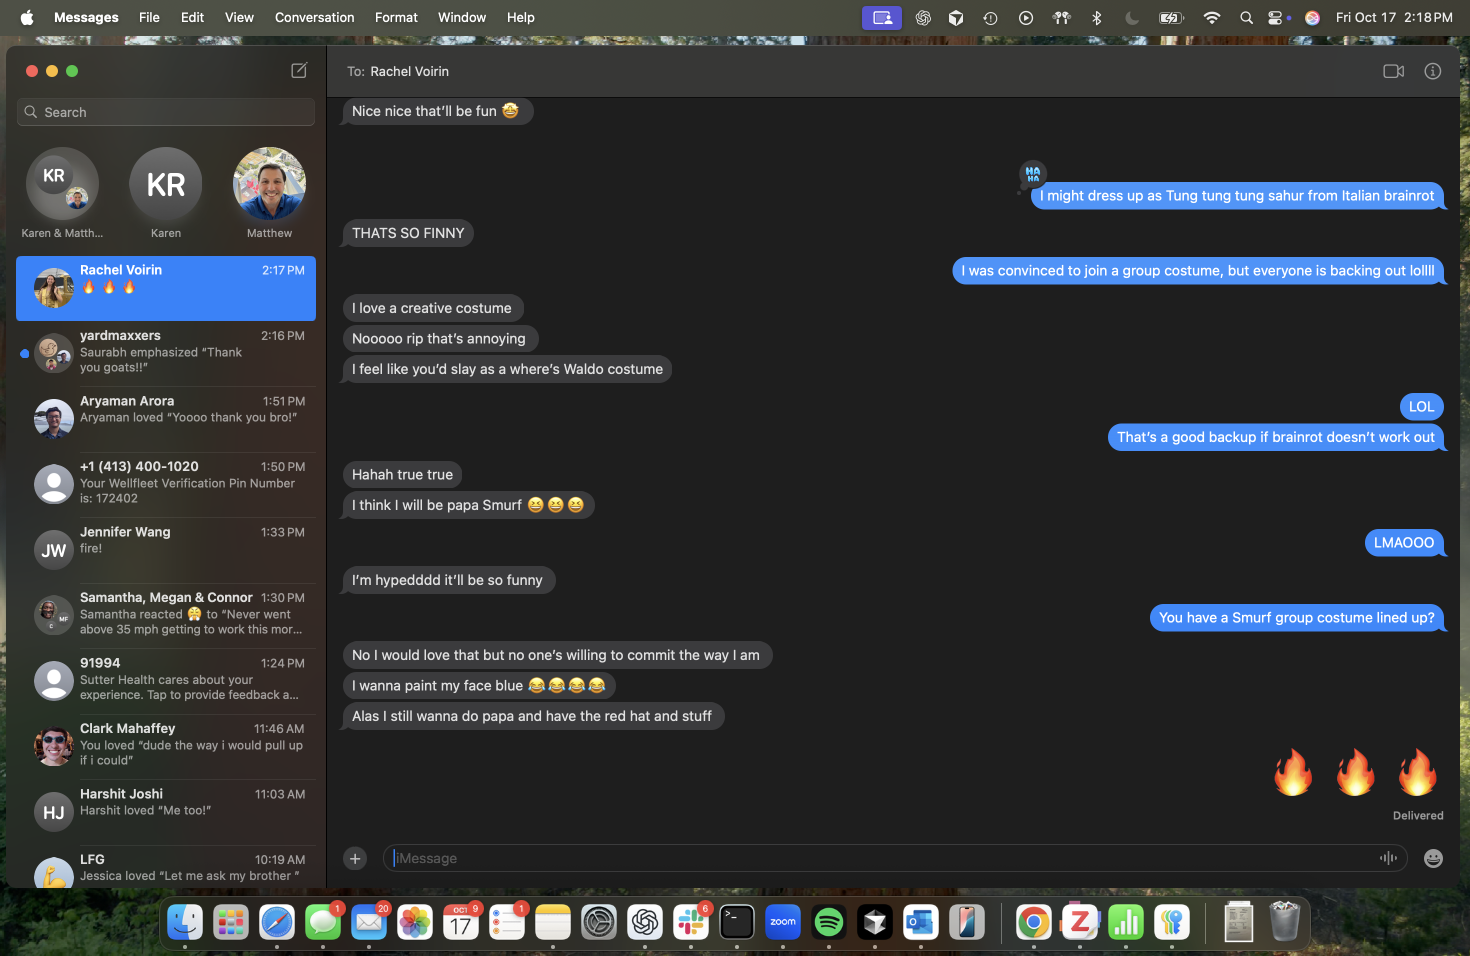 Messages File Edit View Conversation Format Window Help
Fri Oct 17 2:18 PM
Search
KR
KR
Karen & Matth...
Karen
Matthew
Rachel Voirin 2:17 PM
🔥 🔥 🔥
yardmaxxers 2:16 PM
Saurabh emphasized “Thank
you goats!!”
Aryaman Arora 1:51 PM
Aryaman loved “Yoooo thank you bro!”
+1 (413) 400-1020 1:50 PM
Your Wellfleet Verification Pin Number
is: 172402
JW
Jennifer Wang 1:33 PM
fire!
MF
C
Samantha, Megan & Connor 1:30 PM
Samantha reacted 😤 to “Never went
above 35 mph getting to work this mor...
91994 1:24 PM
Sutter Health cares about your
experience. Tap to provide feedback a...
Clark Mahaffey 11:46 AM
You loved “dude the way i would pull up
if i could”
HJ
Harshit Joshi 11:03 AM
Harshit loved “Me too!”
LFG 10:19 AM
Jessica loved “Let me ask my brother ”
To: Rachel Voirin
Nice nice that’ll be fun 🤩
HA
HA
I might dress up as Tung tung tung sahur from Italian brainrot
THATS SO FINNY
I was convinced to join a group costume, but everyone is backing out lollll
I love a creative costume
Nooooo rip that’s annoying
I feel like you’d slay as a where’s Waldo costume
LOL
That’s a good backup if brainrot doesn’t work out
Hahah true true
I think I will be papa Smurf 😆😆😆
LMAOOO
I’m hypedddd it’ll be so funny
You have a Smurf group costume lined up?
No I would love that but no one’s willing to commit the way I am
I wanna paint my face blue 😂😂😂😂
Alas I still wanna do papa and have the red hat and stuff
🔥 🔥 🔥
Delivered
iMessage
1
20
OCT
17
9
1
6
>_
zoom
Z